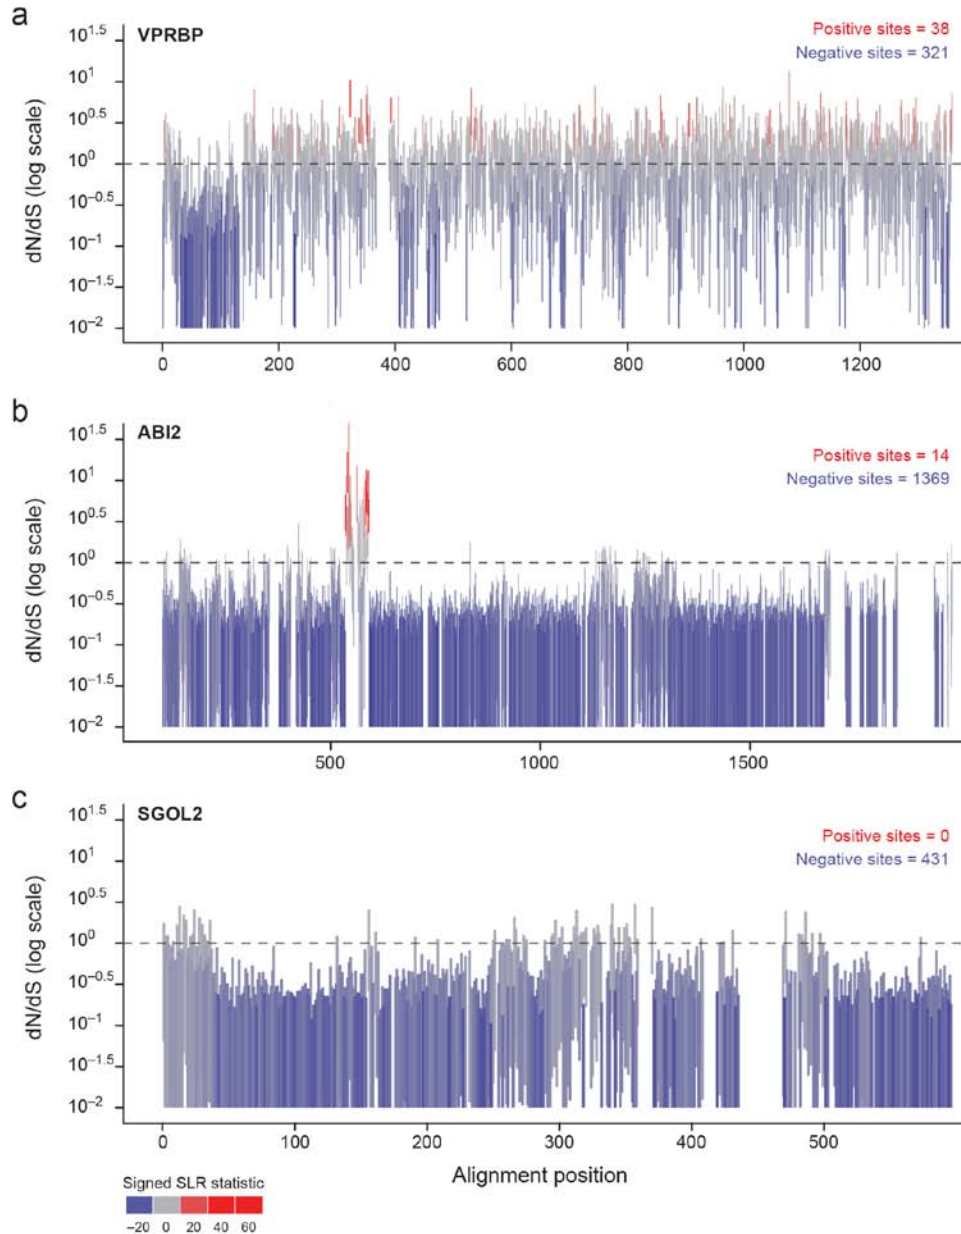 a
VPRBP
Positive sites = 38
Negative sites = 321
dN/dS (log scale)
10^1.5
10^1
10^0.5
10^0
10^−0.5
10^−1
10^−1.5
10^−2
0 200 400 600 800 1000 1200
b
ABI2
Positive sites = 14
Negative sites = 1369
dN/dS (log scale)
10^1.5
10^1
10^0.5
10^0
10^−0.5
10^−1
10^−1.5
10^−2
500 1000 1500
c
SGOL2
Positive sites = 0
Negative sites = 431
dN/dS (log scale)
10^1.5
10^1
10^0.5
10^0
10^−0.5
10^−1
10^−1.5
10^−2
0 100 200 300 400 500
Alignment position
Signed SLR statistic
−20 0 20 40 60